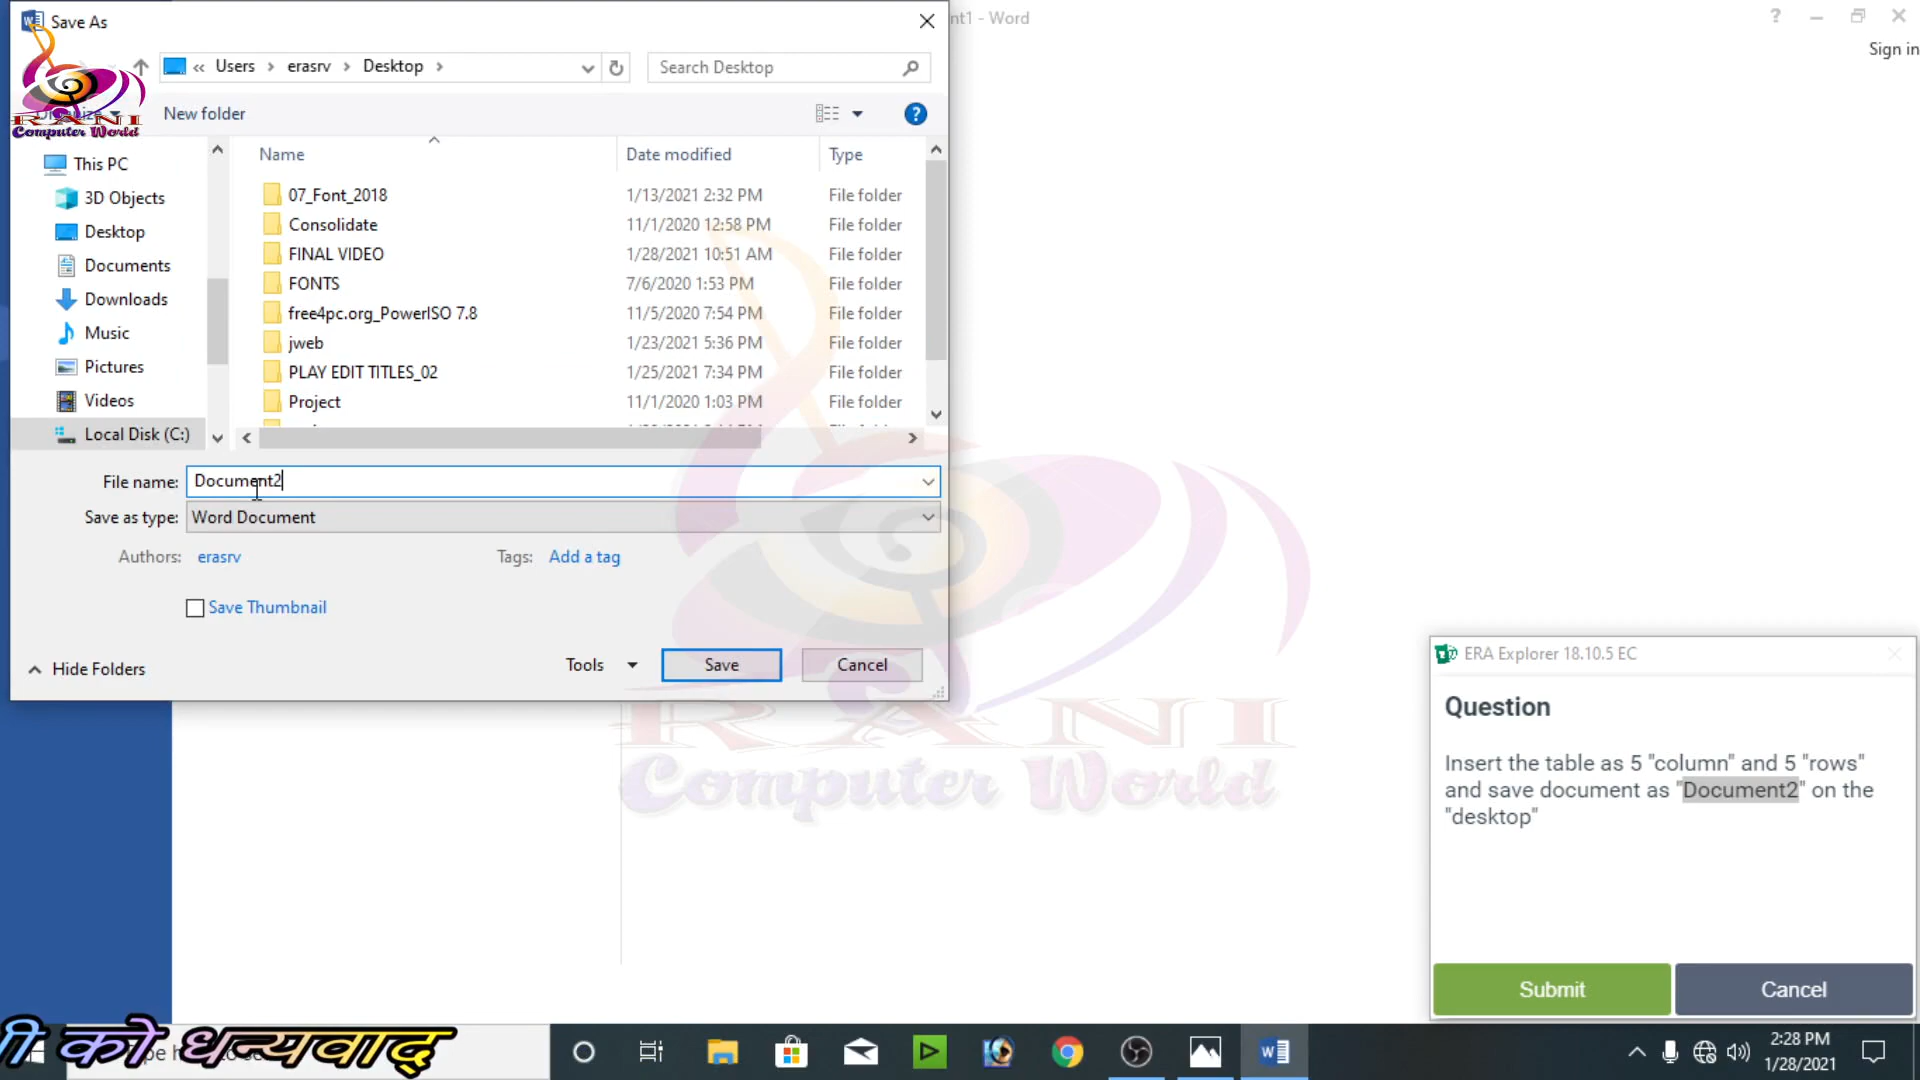 Save As
nt1 - Word
Sign in
« Users > erasrv > Desktop >
Search Desktop
RANI
Computer World
New folder
Name
Date modified
Type
This PC
3D Objects
Desktop
Documents
Downloads
Music
Pictures
Videos
Local Disk (C:)
07_Font_2018 1/13/2021 2:32 PM File folder
Consolidate 11/1/2020 12:58 PM File folder
FINAL VIDEO 1/28/2021 10:51 AM File folder
FONTS 7/6/2020 1:53 PM File folder
free4pc.org_PowerISO 7.8 11/5/2020 7:54 PM File folder
jweb 1/23/2021 5:36 PM File folder
PLAY EDIT TITLES_02 1/25/2021 7:34 PM File folder
Project 11/1/2020 1:03 PM File folder
File name: Document2
Save as type: Word Document
Authors: erasrv Tags: Add a tag
Save Thumbnail
Hide Folders
Tools
Save
Cancel
RANI
Computer World
ERA Explorer 18.10.5 EC
Question
Insert the table as 5 "column" and 5 "rows"
and save document as "Document2" on the
"desktop"
Submit
Cancel
को धन्यवाद
2:28 PM
1/28/2021